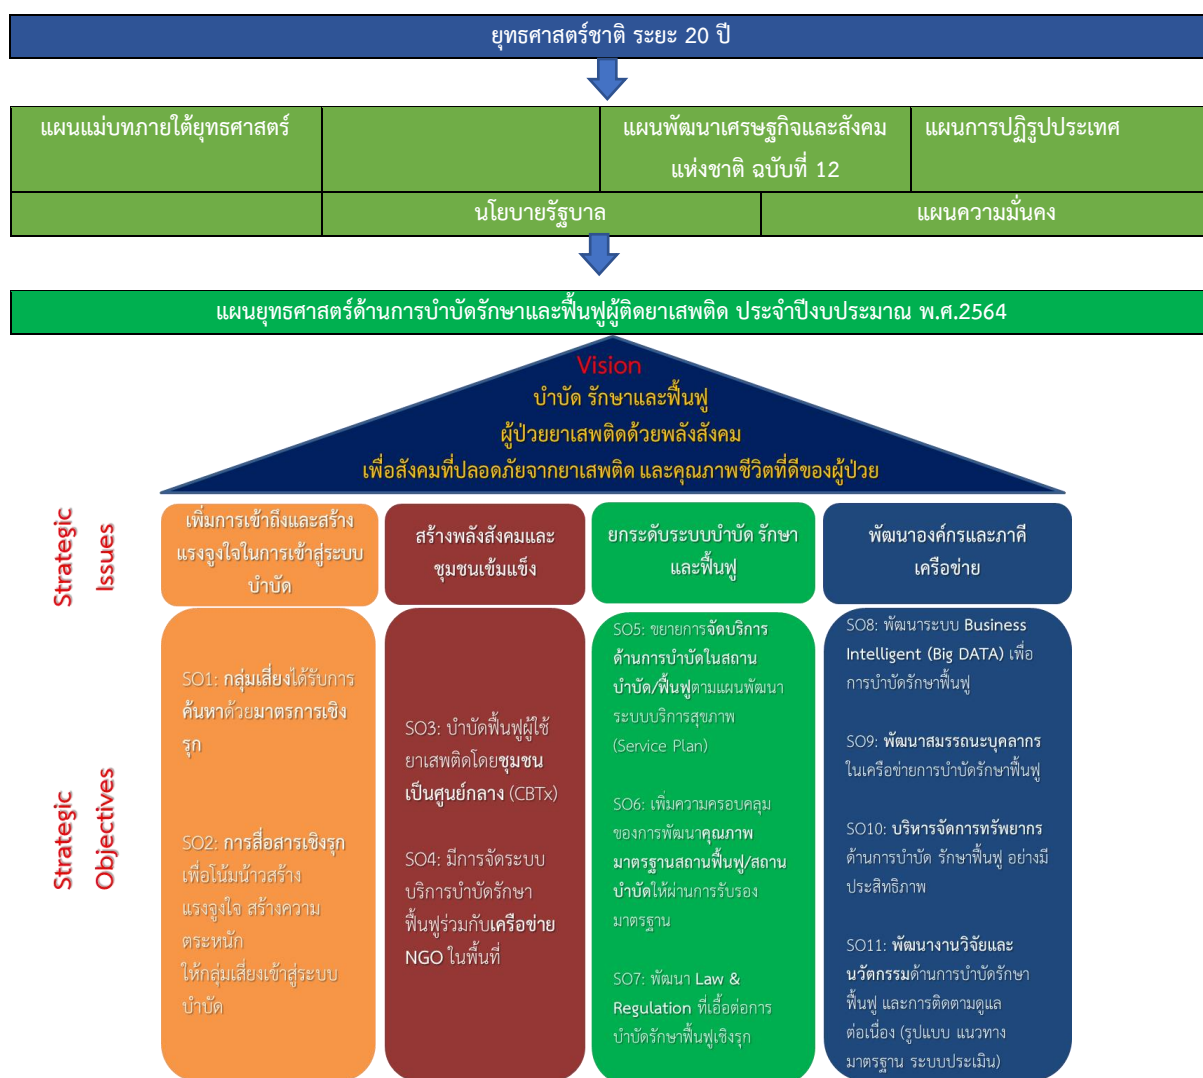 ยุทธศาสตร์ชาติ ระยะ 20 ปี
แผนแม่บทภายใต้ยุทธศาสตร์
แผนพัฒนาเศรษฐกิจและสังคม
แห่งชาติ ฉบับที่ 12
แผนการปฏิรูปประเทศ
นโยบายรัฐบาล
แผนความมั่นคง
แผนยุทธศาสตร์ด้านการบำบัดรักษาและฟื้นฟูผู้ติดยาเสพติด ประจำปีงบประมาณ พ.ศ.2564
Vision
บำบัด รักษาและฟื้นฟู
ผู้ป่วยยาเสพติดด้วยพลังสังคม
เพื่อสังคมที่ปลอดภัยจากยาเสพติด และคุณภาพชีวิตที่ดีของผู้ป่วย
Strategic
Issues
เพิ่มการเข้าถึงและสร้าง
แรงจูงใจในการเข้าสู่ระบบ
บำบัด
สร้างพลังสังคมและ
ชุมชนเข้มแข็ง
ยกระดับระบบบำบัด รักษา
และฟื้นฟู
พัฒนาองค์กรและภาคี
เครือข่าย
Strategic
Objectives
SO1: กลุ่มเสี่ยงได้รับการ
ค้นหาด้วยมาตรการเชิง
รุก
SO2: การสื่อสารเชิงรุก
เพื่อโน้มน้าวสร้าง
แรงจูงใจ สร้างความ
ตระหนัก
ให้กลุ่มเสี่ยงเข้าสู่ระบบ
บำบัด
SO3: บำบัดฟื้นฟูผู้ใช้
ยาเสพติดโดยชุมชน
เป็นศูนย์กลาง (CBTx)
SO4: มีการจัดระบบ
บริการบำบัดรักษา
ฟื้นฟูร่วมกับเครือข่าย
NGO ในพื้นที่
SO5: ขยายการจัดบริการ
ด้านการบำบัดในสถาน
บำบัด/ฟื้นฟูตามแผนพัฒนา
ระบบบริการสุขภาพ
(Service Plan)
SO6: เพิ่มความครอบคลุม
ของการพัฒนาคุณภาพ
มาตรฐานสถานฟื้นฟู/สถาน
บำบัดให้ผ่านการรับรอง
มาตรฐาน
SO7: พัฒนา Law &
Regulation ที่เอื้อต่อการ
บำบัดรักษาฟื้นฟูเชิงรุก
SO8: พัฒนาระบบ Business
Intelligent (Big DATA) เพื่อ
การบำบัดรักษาฟื้นฟู
SO9: พัฒนาสมรรถนะบุคลากร
ในเครือข่ายการบำบัดรักษาฟื้นฟู
SO10: บริหารจัดการทรัพยากร
ด้านการบำบัด รักษาฟื้นฟู อย่างมี
ประสิทธิภาพ
SO11: พัฒนางานวิจัยและ
นวัตกรรมด้านการบำบัดรักษา
ฟื้นฟู และการติดตามดูแล
ต่อเนื่อง (รูปแบบ แนวทาง
มาตรฐาน ระบบประเมิน)